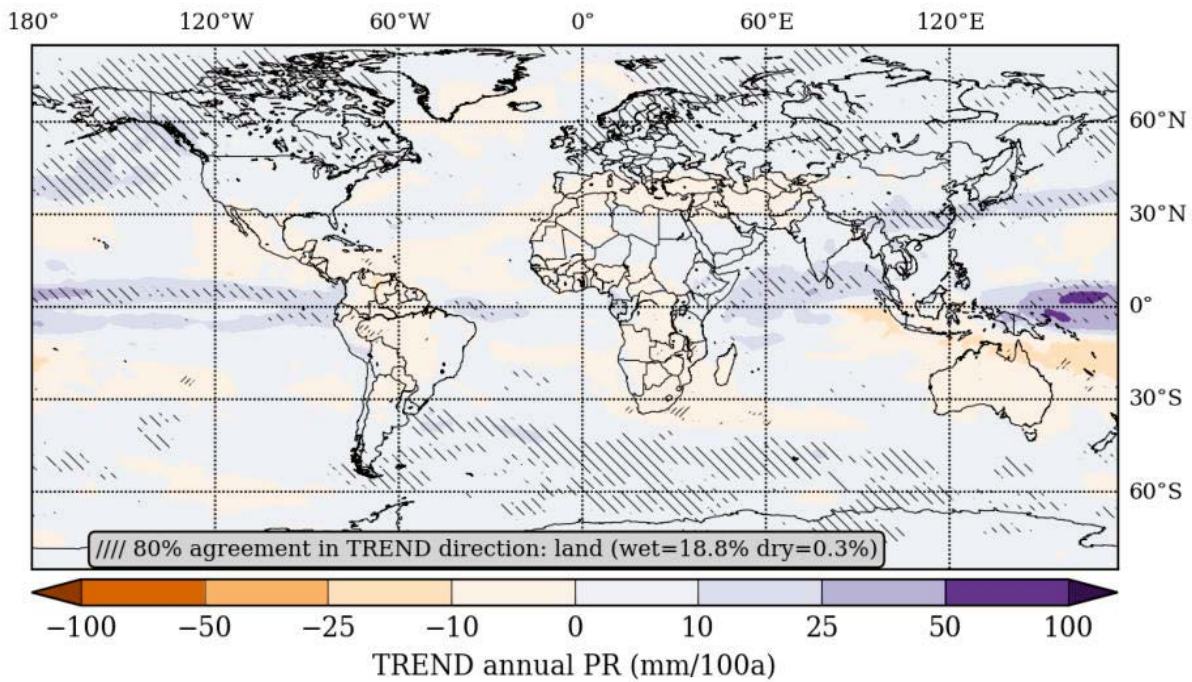 180° 120°W 60°W 0° 60°E 120°E
60°N
30°N
0°
30°S
60°S
//// 80% agreement in TREND direction: land (wet=18.8% dry=0.3%)
−100 −50 −25 −10 0 10 25 50 100
TREND annual PR (mm/100a)